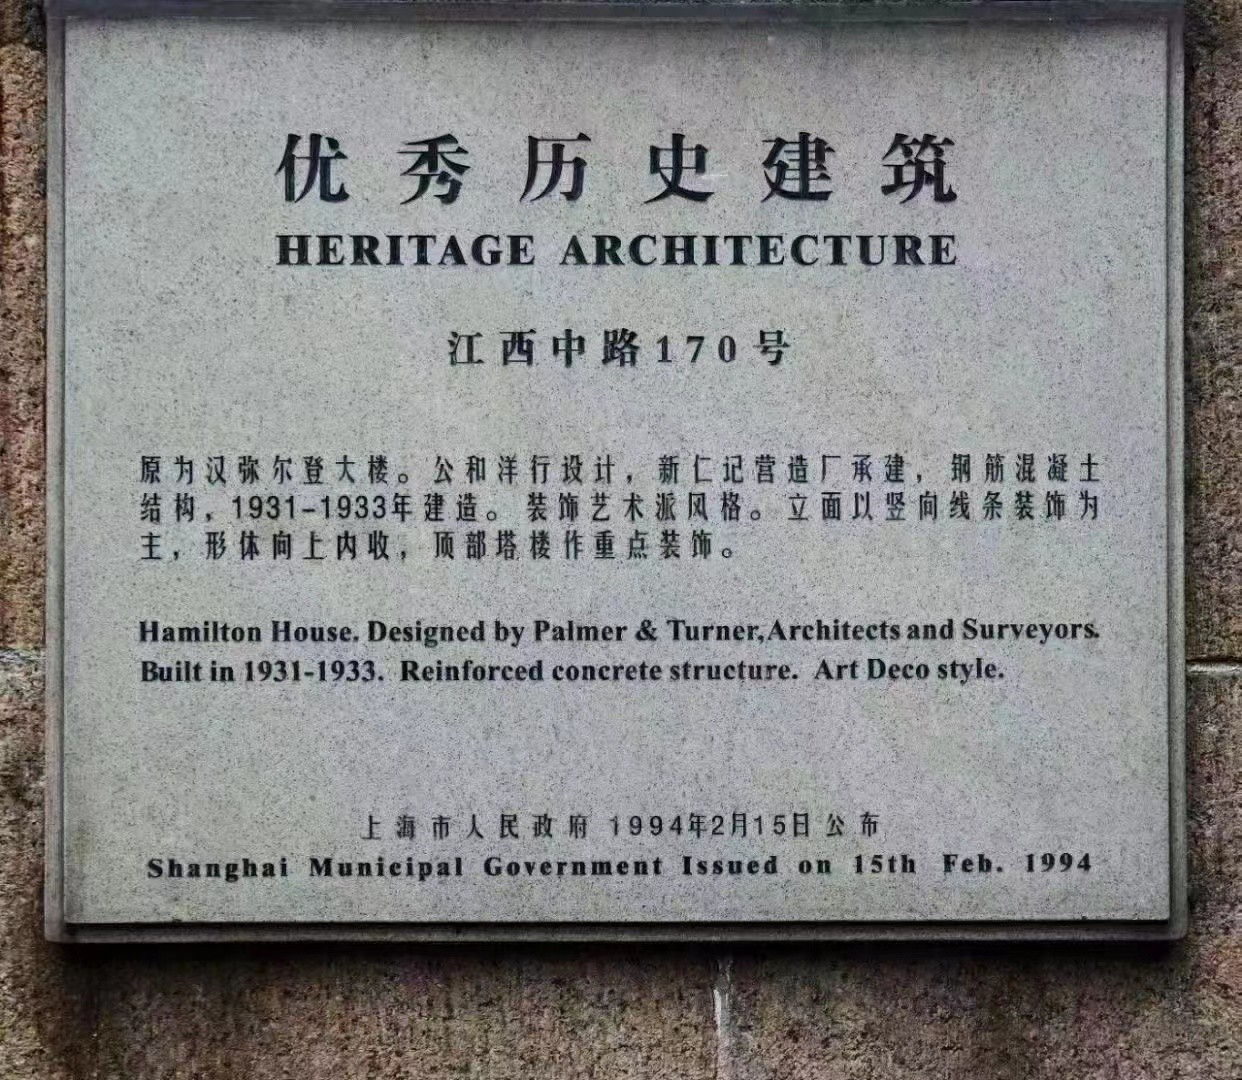 优秀历史建筑
HERITAGE ARCHITECTURE
江西中路170号
原为汉弥尔登大楼。公和洋行设计，新仁记营造厂承建，钢筋混凝土
结构，1931-1933年建造。装饰艺术派风格。立面以竖向线条装饰为
主，形体向上内收，顶部塔楼作重点装饰。
Hamilton House. Designed by Palmer & Turner,Architects and Surveyors.
Built in 1931-1933. Reinforced concrete structure. Art Deco style.
上海市人民政府 1994年2月15日公布
Shanghai Municipal Government Issued on 15th Feb. 1994